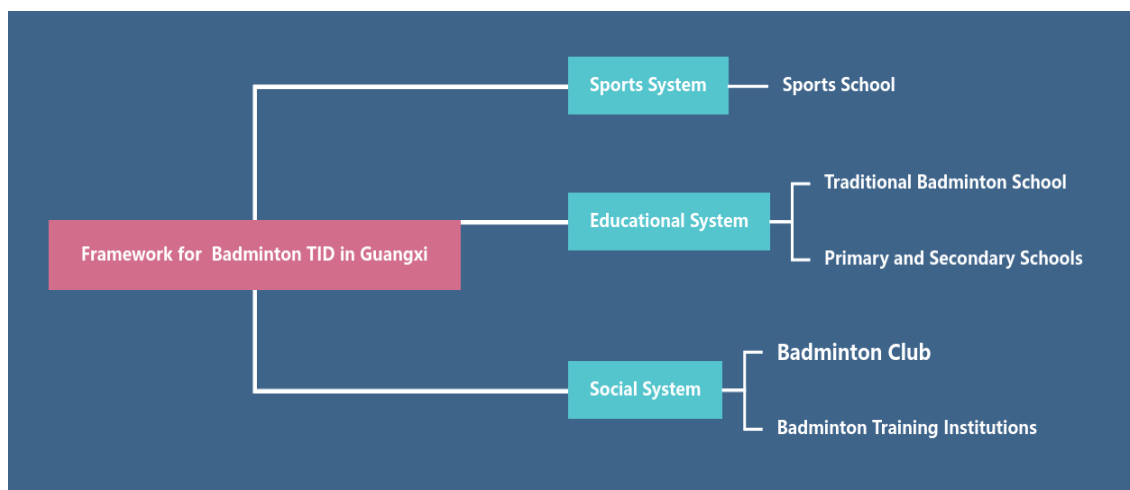 Sports System
Sports School
Traditional Badminton School
Educational System
Framework for Badminton TID in Guangxi
Primary and Secondary Schools
Badminton Club
Social System
Badminton Training Institutions